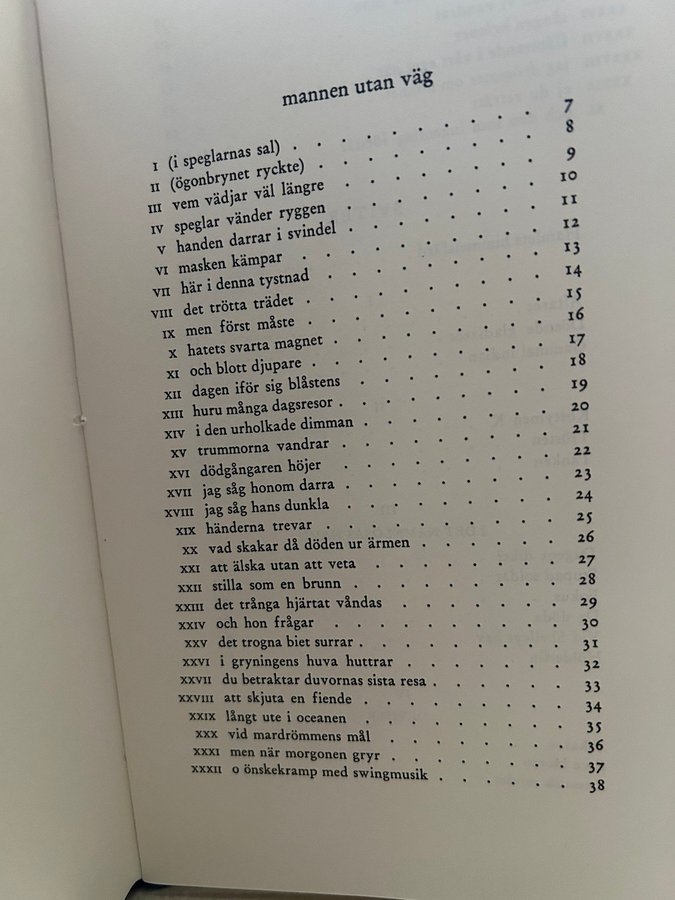 mannen utan väg
I (i speglarnas sal) . . . . . . . . . 7
II (ögonbrynet ryckte) . . . . . . . . 8
III vem vädjar väl längre . . . . . . . 9
IV speglar vänder ryggen . . . . . . . 10
V handen darrar i svindel . . . . . . . 11
VI masken kämpar . . . . . . . . . 12
VII här i denna tystnad . . . . . . . . 13
VIII det trötta trädet . . . . . . . . . 14
IX men först måste . . . . . . . . . 15
X hatets svarta magnet . . . . . . . . 16
XI och blott djupare . . . . . . . . . 17
XII dagen iför sig blåstens . . . . . . . 18
XIII huru många dagsresor . . . . . . . . 19
XIV i den urholkade dimman . . . . . . . 20
XV trummorna vandrar . . . . . . . . 21
XVI dödgångaren höjer . . . . . . . . 22
XVII jag såg honom darra . . . . . . . . 23
XVIII jag såg hans dunkla . . . . . . . . 24
XIX händerna trevar . . . . . . . . . 25
XX vad skakar då döden ur ärmen . . . . . 26
XXI att älska utan att veta . . . . . . . 27
XXII stilla som en brunn . . . . . . . . 28
XXIII det trånga hjärtat våndas . . . . . . 29
XXIV och hon frågar . . . . . . . . . 30
XXV det trogna biet surrar . . . . . . . 31
XXVI i gryningens huva huttrar . . . . . . 32
XXVII du betraktar duvornas sista resa . . . . . 33
XXVIII att skjuta en fiende . . . . . . . 34
XXIX långt ute i oceanen . . . . . . . 35
XXX vid mardrömmens mål . . . . . . 36
XXXI men när morgonen gryr . . . . . . 37
XXXII o önskekramp med swingmusik . . . . 38